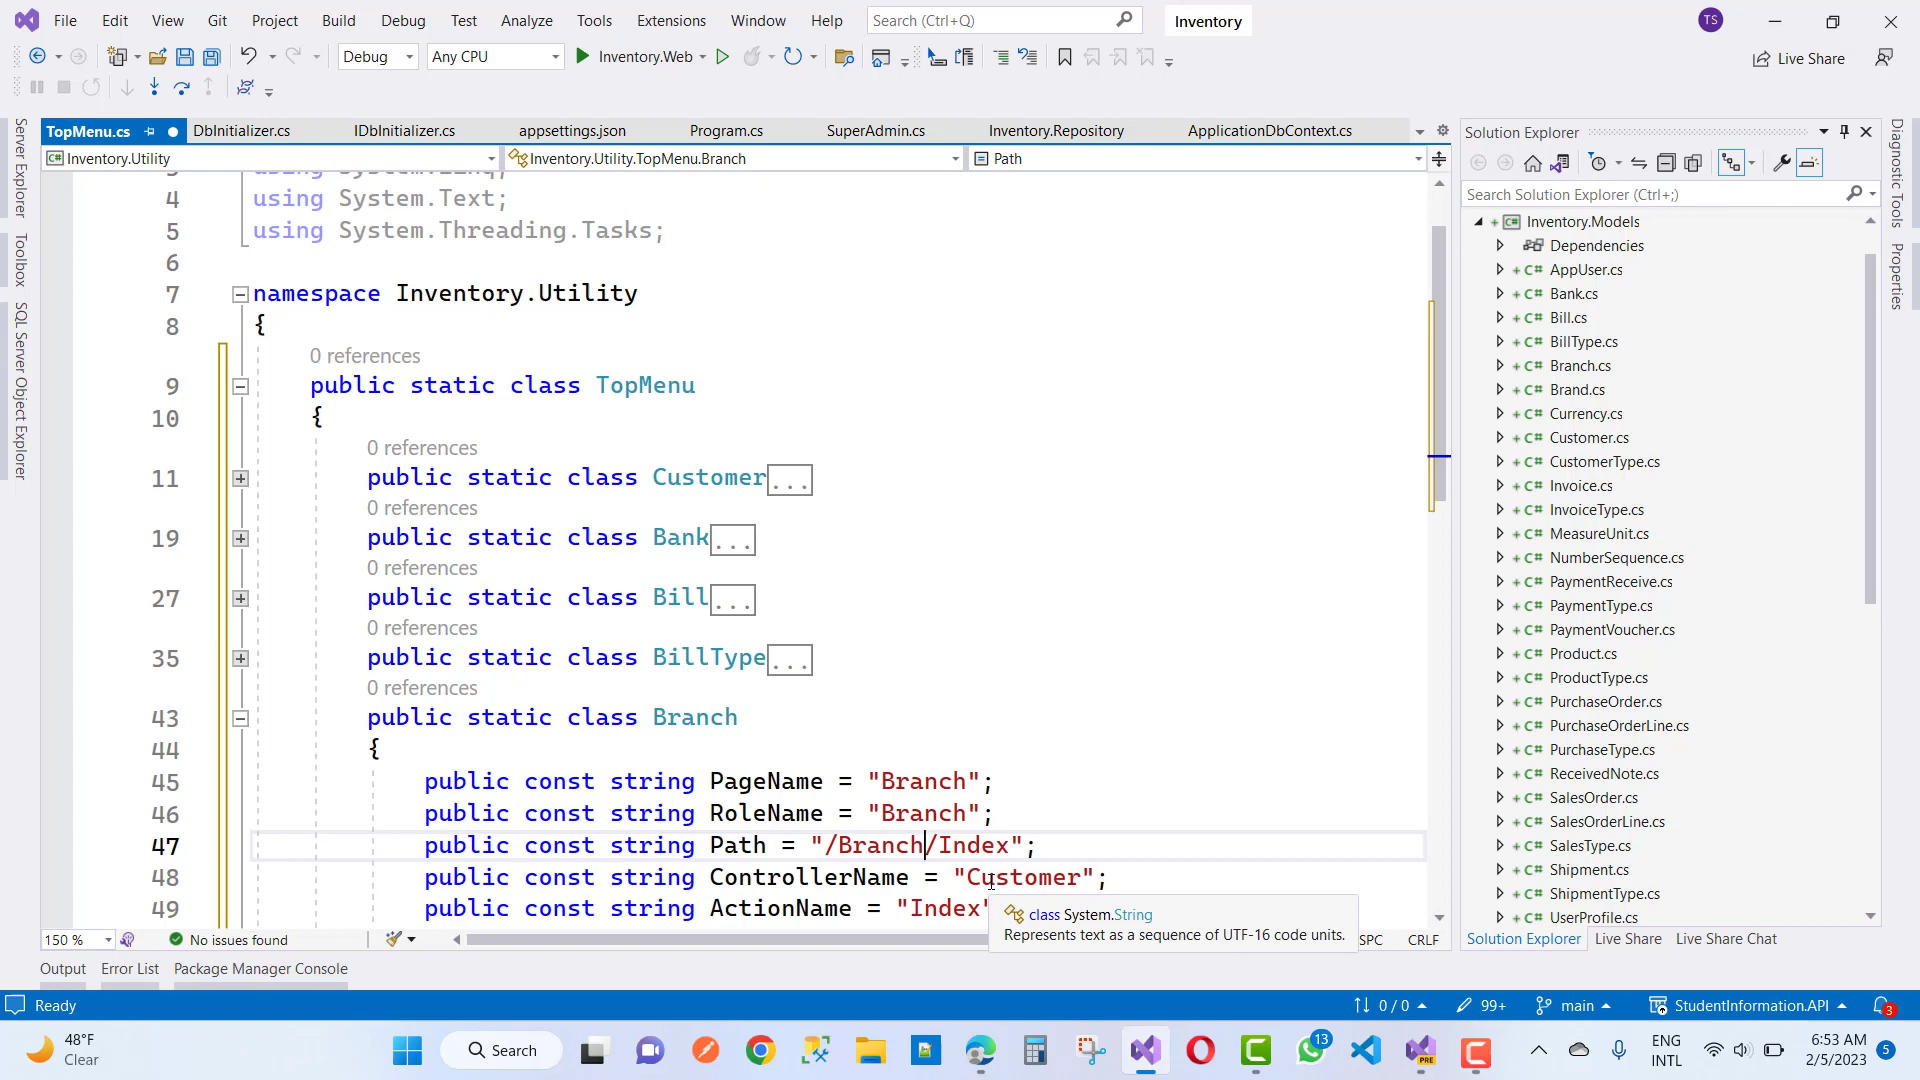 File Edit View Git Project Build Debug Test Analyze Tools Extensions Window Help Search (Ctrl+Q) Inventory TS
Debug Any CPU Inventory.Web Live Share
TopMenu.cs DbInitializer.cs IDbInitializer.cs appsettings.json Program.cs SuperAdmin.cs Inventory.Repository ApplicationDbContext.cs
Inventory.Utility Inventory.Utility.TopMenu.Branch Path
Server Explorer
Toolbox
SQL Server Object Explorer
4 using System.Text;
5 using System.Threading.Tasks;
6
7 namespace Inventory.Utility
8 {
0 references
9 public static class TopMenu
10 {
0 references
11 public static class Customer...
0 references
19 public static class Bank...
0 references
27 public static class Bill...
0 references
35 public static class BillType...
0 references
43 public static class Branch
44 {
45 public const string PageName = "Branch";
46 public const string RoleName = "Branch";
47 public const string Path = "/Branch/Index";
48 public const string ControllerName = "Customer";
49 public const string ActionName = "Index"
class System.String
Represents text as a sequence of UTF-16 code units.
150 % No issues found SPC CRLF
Solution Explorer
Search Solution Explorer (Ctrl+;)
Inventory.Models
Dependencies
C# AppUser.cs
C# Bank.cs
C# Bill.cs
C# BillType.cs
C# Branch.cs
C# Brand.cs
C# Currency.cs
C# Customer.cs
C# CustomerType.cs
C# Invoice.cs
C# InvoiceType.cs
C# MeasureUnit.cs
C# NumberSequence.cs
C# PaymentReceive.cs
C# PaymentType.cs
C# PaymentVoucher.cs
C# Product.cs
C# ProductType.cs
C# PurchaseOrder.cs
C# PurchaseOrderLine.cs
C# PurchaseType.cs
C# ReceivedNote.cs
C# SalesOrder.cs
C# SalesOrderLine.cs
C# SalesType.cs
C# Shipment.cs
C# ShipmentType.cs
C# UserProfile.cs
Solution Explorer Live Share Live Share Chat
Diagnostic Tools
Properties
Output Error List Package Manager Console
Ready 0 / 0 99+ main StudentInformation.API 3
48°F
Clear
Search
13
PRE
ENG
INTL
6:53 AM
2/5/2023
5